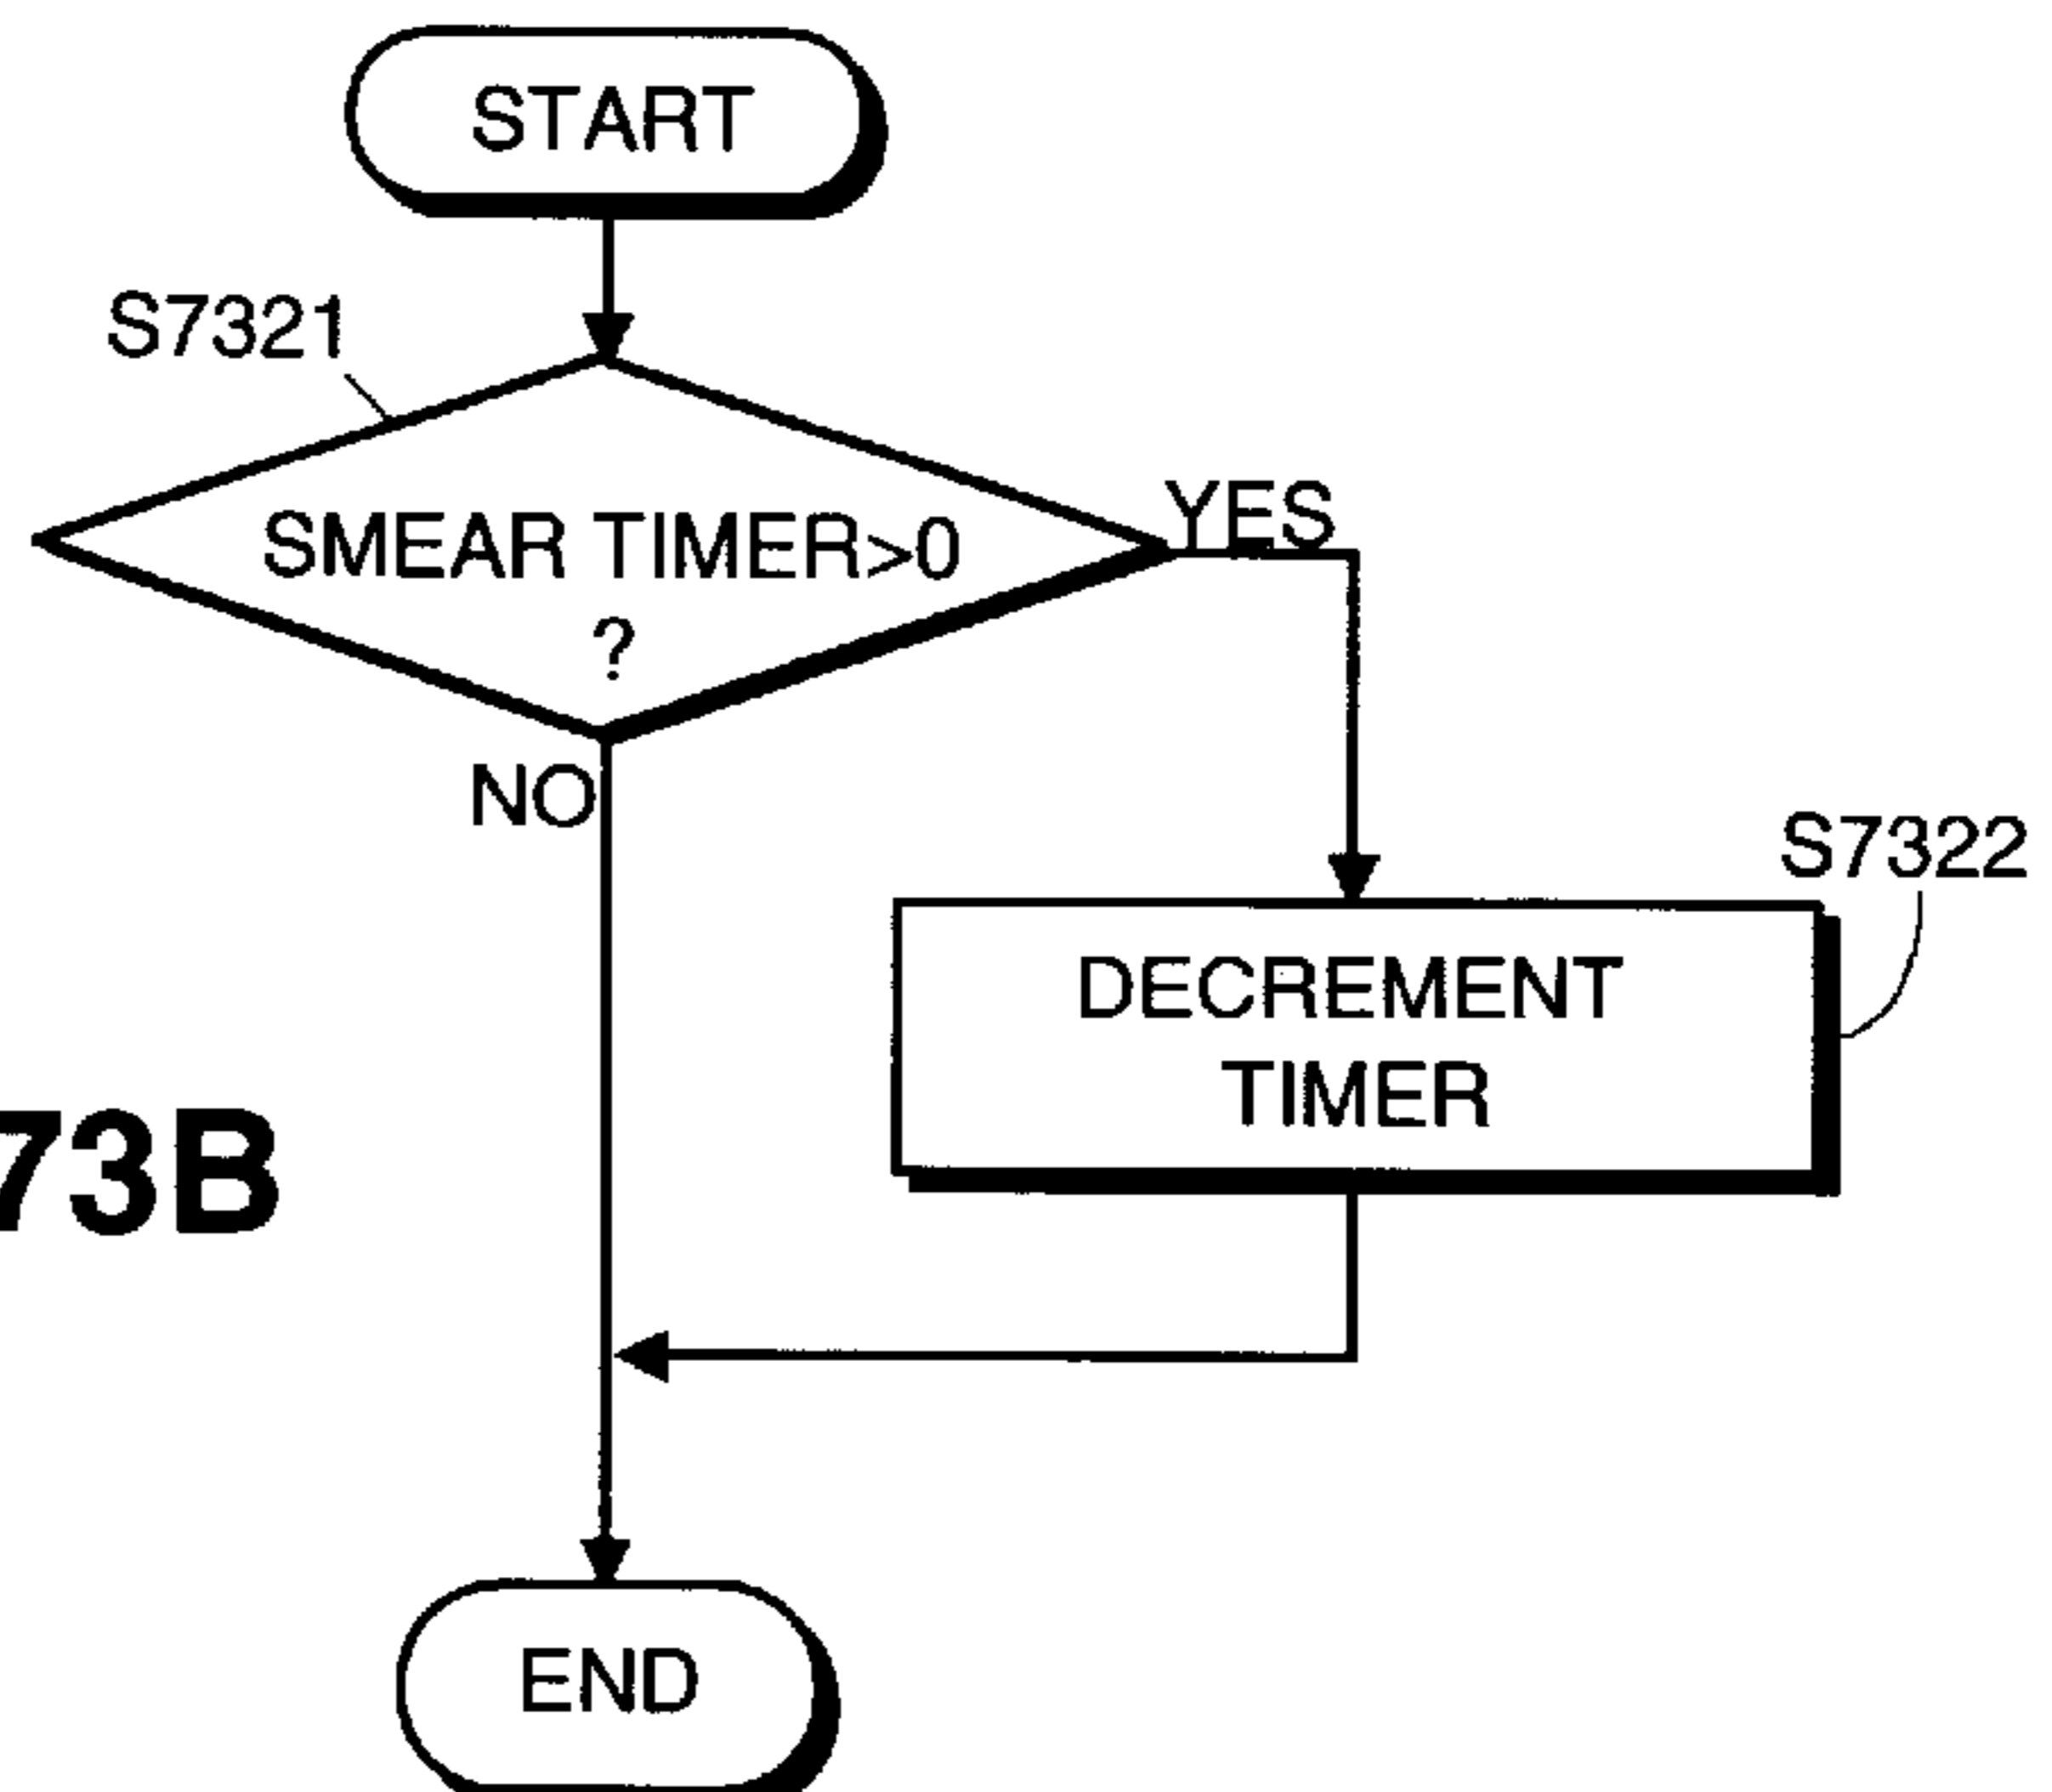 START
S7321
YES
SMEAR TIMER>0
?
NO
S7322
DECREMENT
TIMER
73B
END